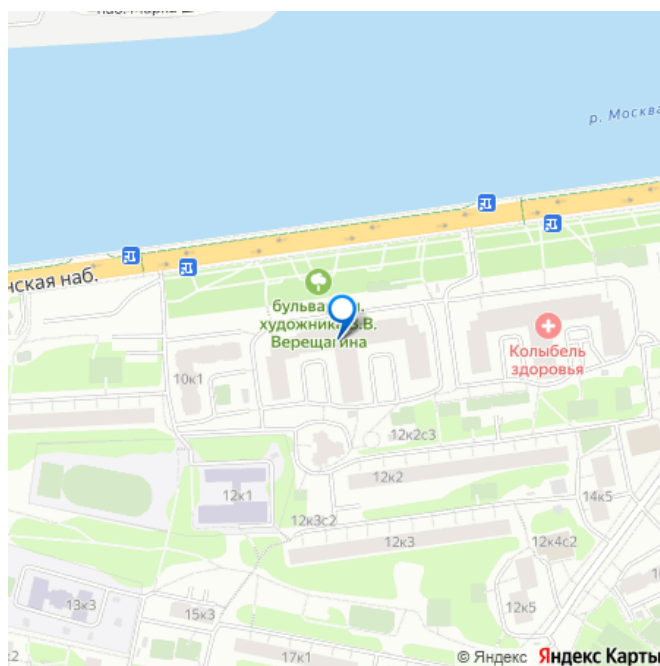 р. Москва
нская наб.
бульва
художник
В.В.
Верещагина
Колыбель
здоровья
10к1
12к2с3
12к2
12к1
14к5
12к3с2
12к3
12к4с2
13к3
15к3
12к5
17к1
© Яндекс Яндекс Карты